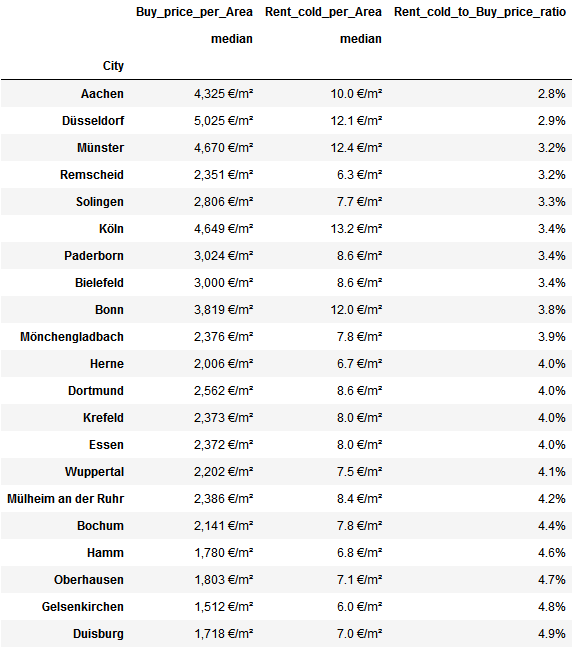 Buy_price_per_Area Rent_cold_per_Area Rent_cold_to_Buy_price_ratio
median median
City
Aachen 4,325 €/m² 10.0 €/m² 2.8%
Düsseldorf 5,025 €/m² 12.1 €/m² 2.9%
Münster 4,670 €/m² 12.4 €/m² 3.2%
Remscheid 2,351 €/m² 6.3 €/m² 3.2%
Solingen 2,806 €/m² 7.7 €/m² 3.3%
Köln 4,649 €/m² 13.2 €/m² 3.4%
Paderborn 3,024 €/m² 8.6 €/m² 3.4%
Bielefeld 3,000 €/m² 8.6 €/m² 3.4%
Bonn 3,819 €/m² 12.0 €/m² 3.8%
Mönchengladbach 2,376 €/m² 7.8 €/m² 3.9%
Herne 2,006 €/m² 6.7 €/m² 4.0%
Dortmund 2,562 €/m² 8.6 €/m² 4.0%
Krefeld 2,373 €/m² 8.0 €/m² 4.0%
Essen 2,372 €/m² 8.0 €/m² 4.0%
Wuppertal 2,202 €/m² 7.5 €/m² 4.1%
Mülheim an der Ruhr 2,386 €/m² 8.4 €/m² 4.2%
Bochum 2,141 €/m² 7.8 €/m² 4.4%
Hamm 1,780 €/m² 6.8 €/m² 4.6%
Oberhausen 1,803 €/m² 7.1 €/m² 4.7%
Gelsenkirchen 1,512 €/m² 6.0 €/m² 4.8%
Duisburg 1,718 €/m² 7.0 €/m² 4.9%